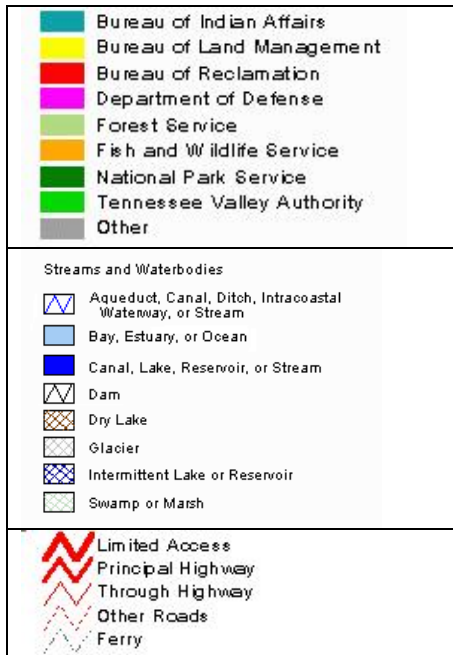 Bureau of Indian Affairs
Bureau of Land Management
Bureau of Reclamation
Department of Defense
Forest Service
Fish and Wildlife Service
National Park Service
Tennessee Valley Authority
Other
Streams and Waterbodies
Aqueduct, Canal, Ditch, Intracoastal
Waterway, or Stream
Bay, Estuary, or Ocean
Canal, Lake, Reservoir, or Stream
Dam
Dry Lake
Glacier
Intermittent Lake or Reservoir
Swamp or Marsh
Limited Access
Principal Highway
Through Highway
Other Roads
Ferry